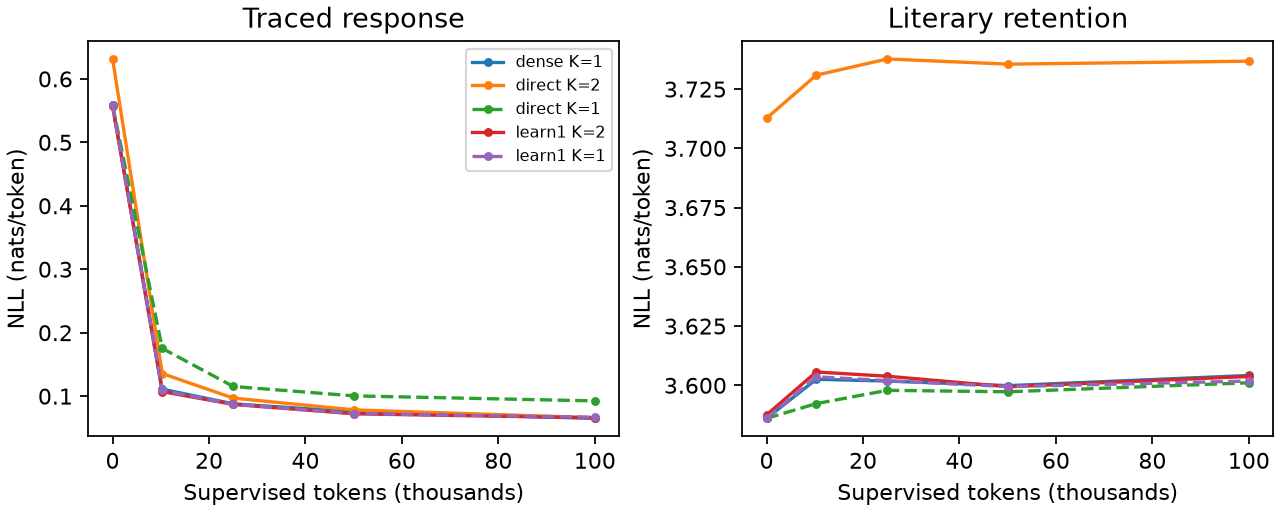 Traced response
NLL (nats/token)
0.6
0.5
0.4
0.3
0.2
0.1
0 20 40 60 80 100
Supervised tokens (thousands)
dense K=1
direct K=2
direct K=1
learn1 K=2
learn1 K=1
Literary retention
NLL (nats/token)
3.725
3.700
3.675
3.650
3.625
3.600
0 20 40 60 80 100
Supervised tokens (thousands)